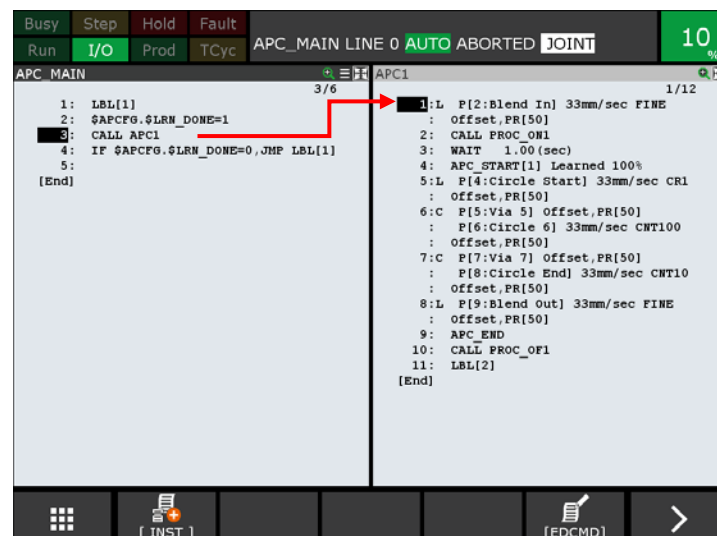 Busy Step Hold Fault
Run I/O Prod TCyc
APC_MAIN LINE 0 AUTO ABORTED JOINT
10
%
APC_MAIN
3/6
1: LBL[1]
2: $APCFG.$LRN_DONE=1
3: CALL APC1
4: IF $APCFG.$LRN_DONE=0,JMP LBL[1]
5:
[End]
APC1
1/12
1:L P[2:Blend In] 33mm/sec FINE
: Offset,PR[50]
2: CALL PROC_ON1
3: WAIT 1.00(sec)
4: APC_START[1] Learned 100%
5:L P[4:Circle Start] 33mm/sec CR1
: Offset,PR[50]
6:C P[5:Via 5] Offset,PR[50]
: P[6:Circle 6] 33mm/sec CNT100
: Offset,PR[50]
7:C P[7:Via 7] Offset,PR[50]
: P[8:Circle End] 33mm/sec CNT10
: Offset,PR[50]
8:L P[9:Blend Out] 33mm/sec FINE
: Offset,PR[50]
9: APC_END
10: CALL PROC_OF1
11: LBL[2]
[End]
[ INST ]
[EDCMD]